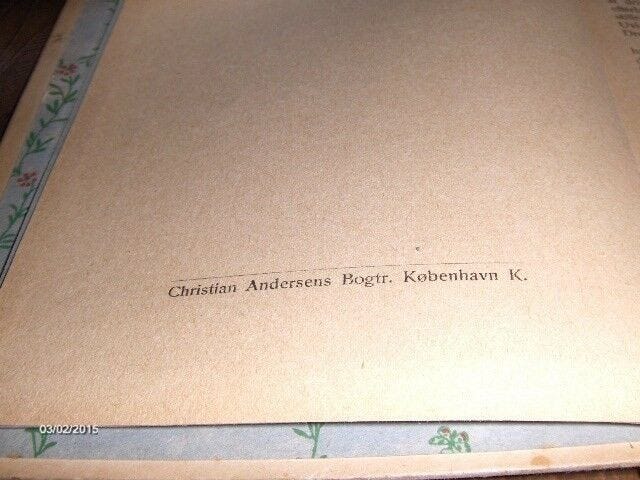 Christian Andersens Bogtr. København K.
03/02/2015